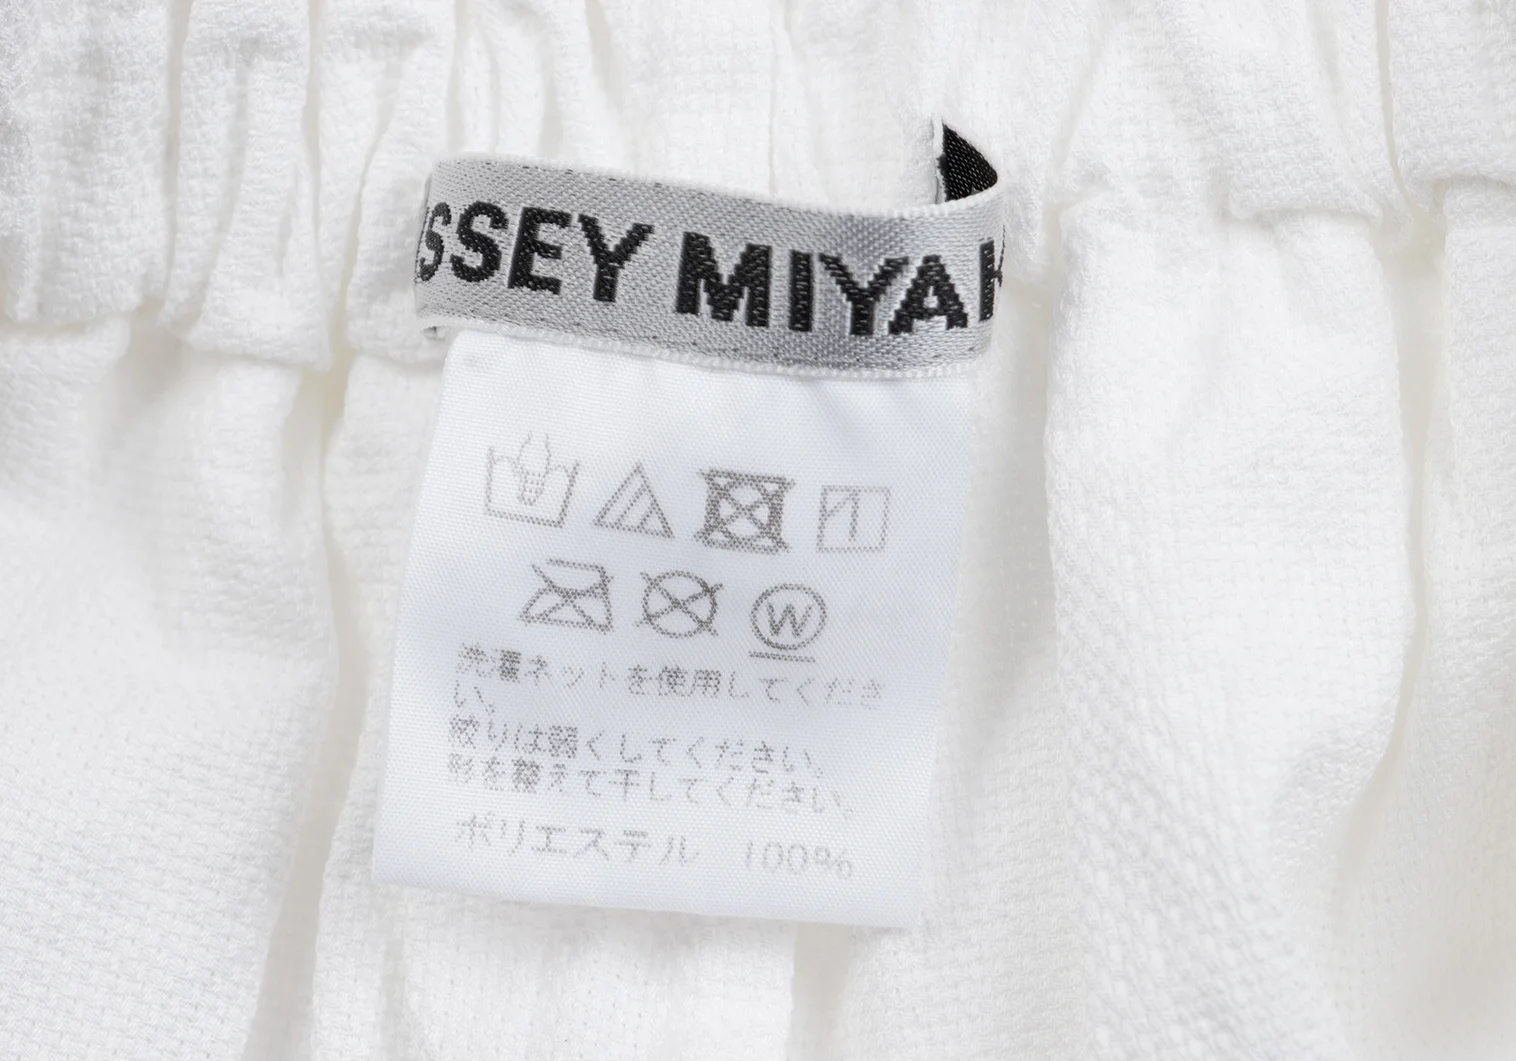 ISSEY MIYAK
W
洗濯ネットを使用してくださ
い、
絞りは弱くしてください、
形を整えて干してください、
ポリエステル 100%